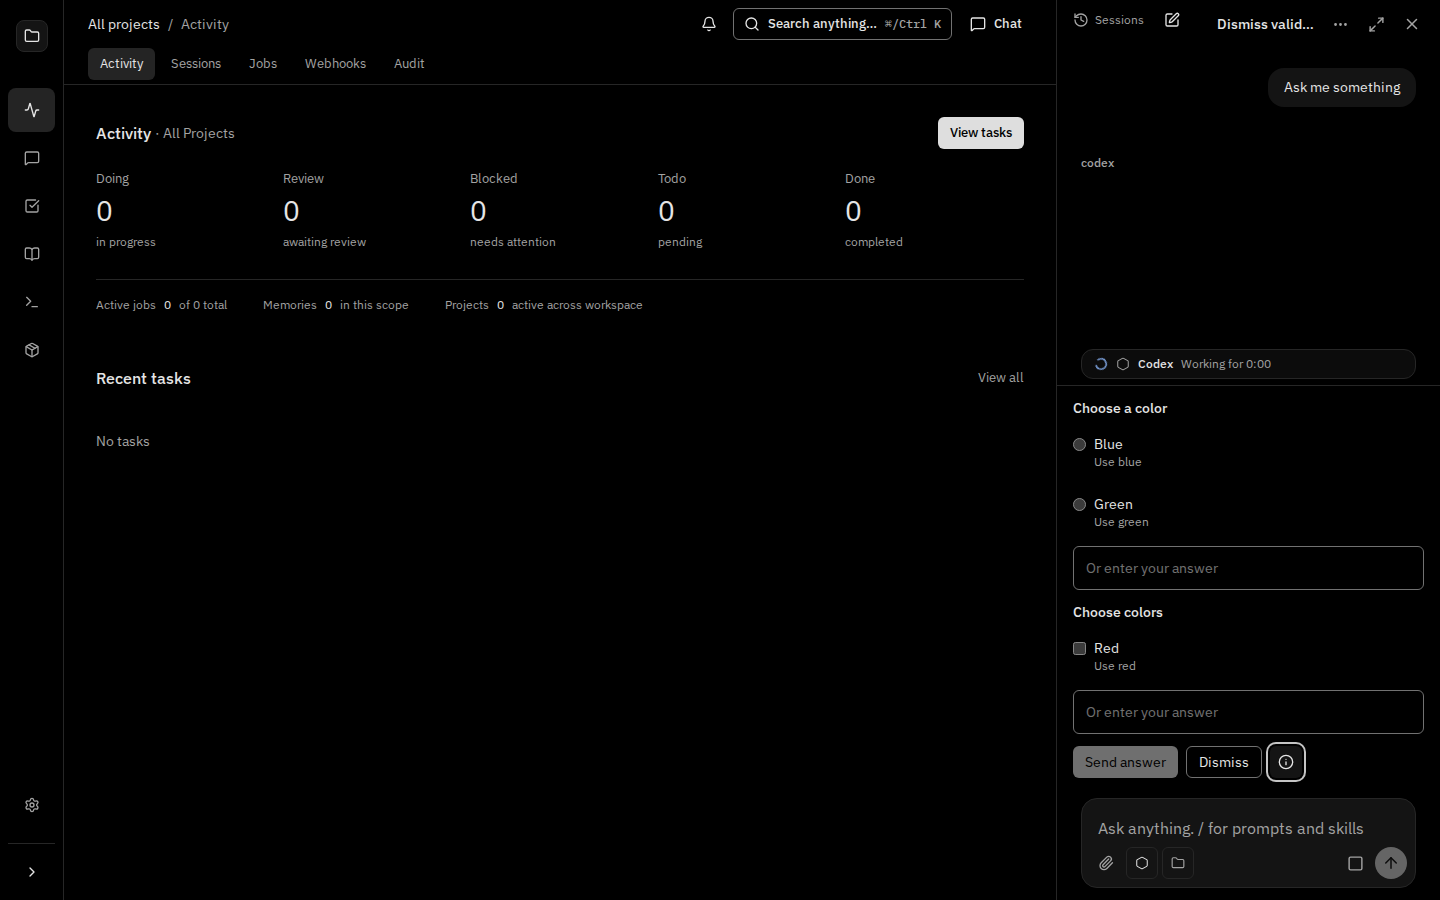 All projects / Activity
Search anything... ⌘/Ctrl K
Chat
Activity
Sessions
Jobs
Webhooks
Audit
Activity · All Projects
View tasks
Doing
0
in progress
Review
0
awaiting review
Blocked
0
needs attention
Todo
0
pending
Done
0
completed
Active jobs 0 of 0 total
Memories 0 in this scope
Projects 0 active across workspace
Recent tasks
View all
No tasks
Sessions
Dismiss valid...
Ask me something
codex
Codex Working for 0:00
Choose a color
Blue
Use blue
Green
Use green
Or enter your answer
Choose colors
Red
Use red
Or enter your answer
Send answer
Dismiss
Ask anything. / for prompts and skills